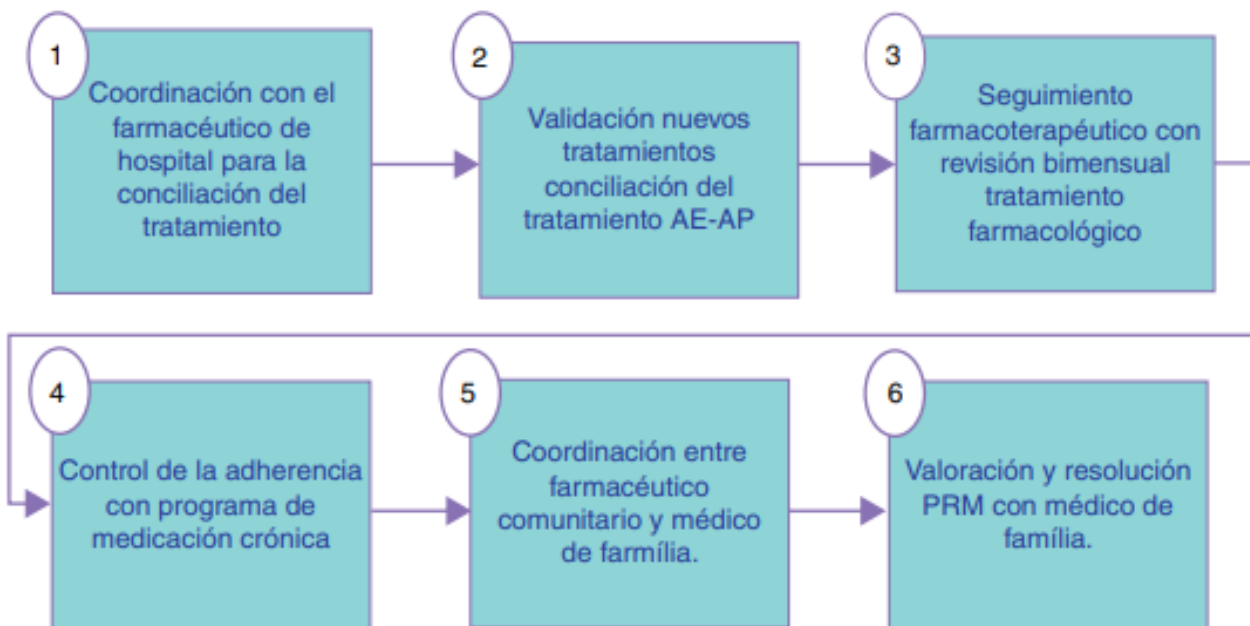 1
Coordinación con el
farmacéutico de
hospital para la
conciliación del
tratamiento
2
Validación nuevos
tratamientos
conciliación del
tratamiento AE-AP
3
Seguimiento
farmacoterapéutico con
revisión bimensual
tratamiento
farmacológico
4
Control de la adherencia
con programa de
medicación crónica
5
Coordinación entre
farmacéutico
comunitario y médico
de farmília.
6
Valoración y resolución
PRM con médico de
família.